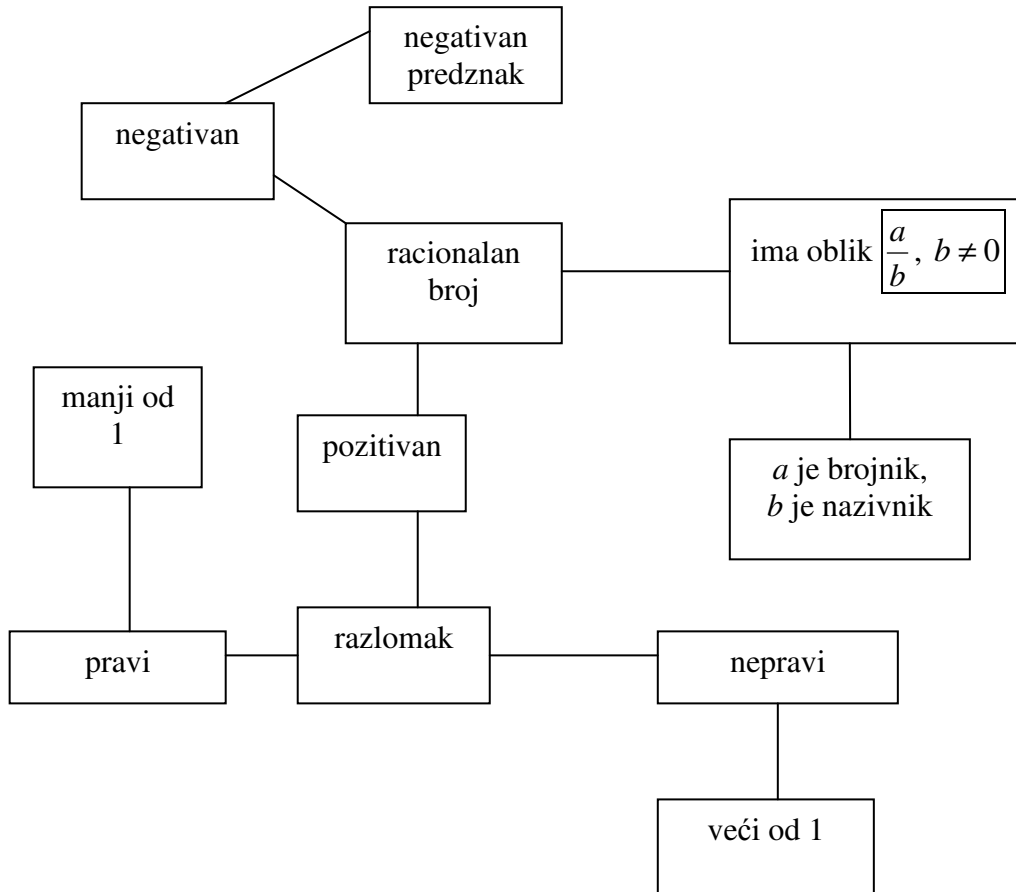 negativan
predznak
negativan
racionalan
broj
ima oblik a/b, b ≠ 0
manji od
1
pozitivan
a je brojnik,
b je nazivnik
pravi
razlomak
nepravi
veći od 1